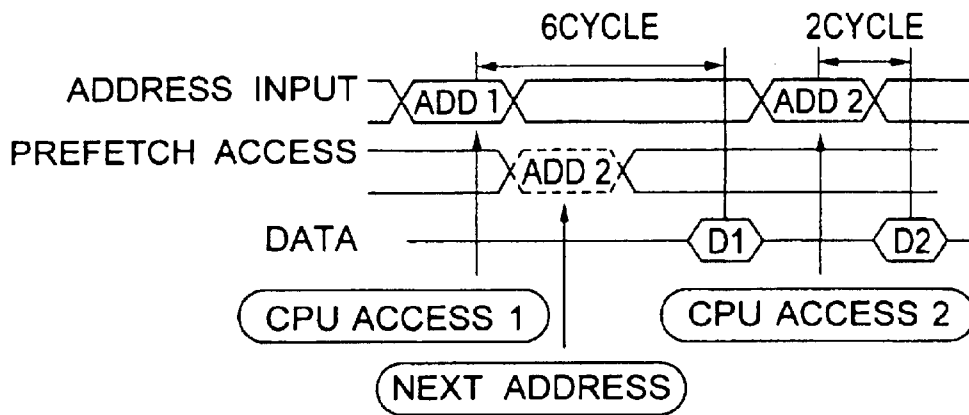 6CYCLE 2CYCLE
ADDRESS INPUT ADD 1 ADD 2
PREFETCH ACCESS ADD 2
DATA D1 D2
CPU ACCESS 1 CPU ACCESS 2
NEXT ADDRESS